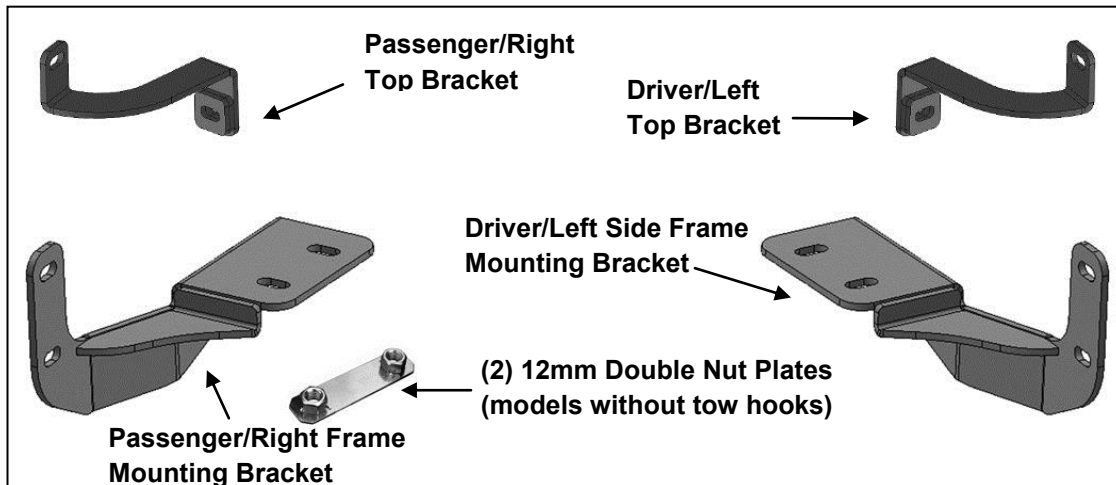 Passenger/Right
Top Bracket
Driver/Left
Top Bracket
Driver/Left Side Frame
Mounting Bracket
(2) 12mm Double Nut Plates
(models without tow hooks)
Passenger/Right Frame
Mounting Bracket